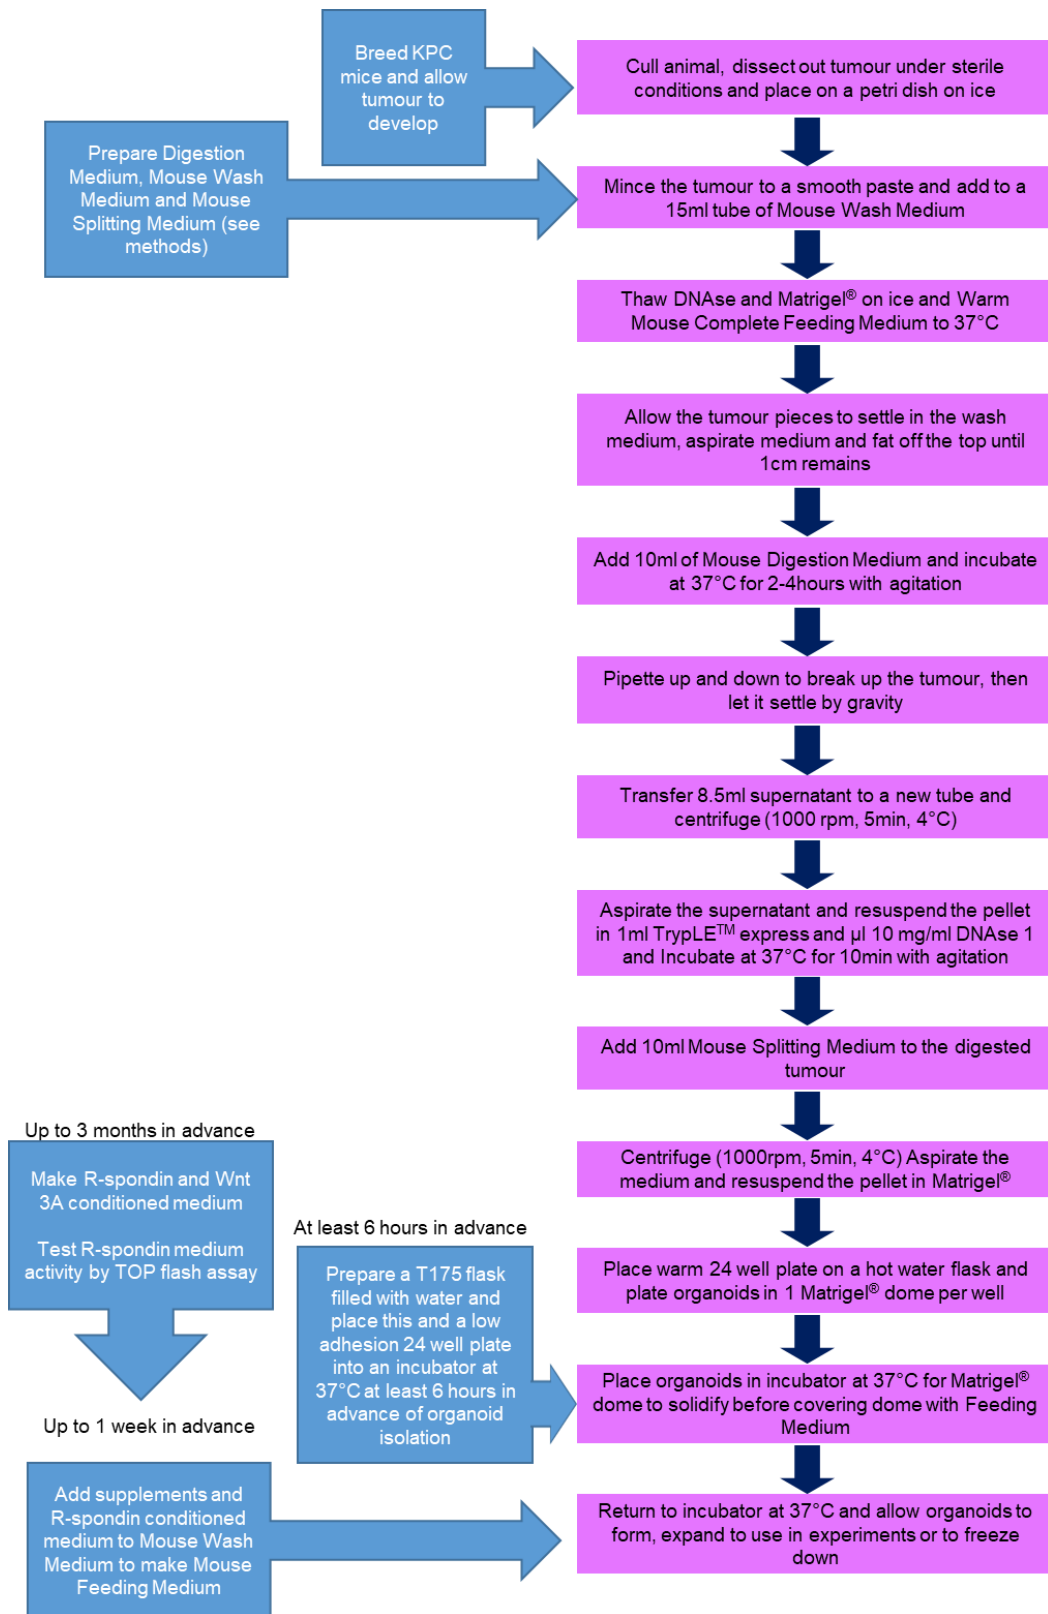 Breed KPC
mice and allow
tumour to
develop
Cull animal, dissect out tumour under sterile
conditions and place on a petri dish on ice
Prepare Digestion
Medium, Mouse Wash
Medium and Mouse
Splitting Medium (see
methods)
Mince the tumour to a smooth paste and add to a
15ml tube of Mouse Wash Medium
Thaw DNAse and Matrigel® on ice and Warm
Mouse Complete Feeding Medium to 37°C
Allow the tumour pieces to settle in the wash
medium, aspirate medium and fat off the top until
1cm remains
Add 10ml of Mouse Digestion Medium and incubate
at 37°C for 2-4hours with agitation
Pipette up and down to break up the tumour, then
let it settle by gravity
Transfer 8.5ml supernatant to a new tube and
centrifuge (1000 rpm, 5min, 4°C)
Aspirate the supernatant and resuspend the pellet
in 1ml TrypLE™ express and µl 10 mg/ml DNAse 1
and Incubate at 37°C for 10min with agitation
Add 10ml Mouse Splitting Medium to the digested
tumour
Up to 3 months in advance
Make R-spondin and Wnt
3A conditioned medium
Test R-spondin medium
activity by TOP flash assay
Centrifuge (1000rpm, 5min, 4°C) Aspirate the
medium and resuspend the pellet in Matrigel®
At least 6 hours in advance
Prepare a T175 flask
filled with water and
place this and a low
adhesion 24 well plate
into an incubator at
37°C at least 6 hours in
advance of organoid
isolation
Place warm 24 well plate on a hot water flask and
plate organoids in 1 Matrigel® dome per well
Place organoids in incubator at 37°C for Matrigel®
dome to solidify before covering dome with Feeding
Medium
Up to 1 week in advance
Add supplements and
R-spondin conditioned
medium to Mouse Wash
Medium to make Mouse
Feeding Medium
Return to incubator at 37°C and allow organoids to
form, expand to use in experiments or to freeze
down